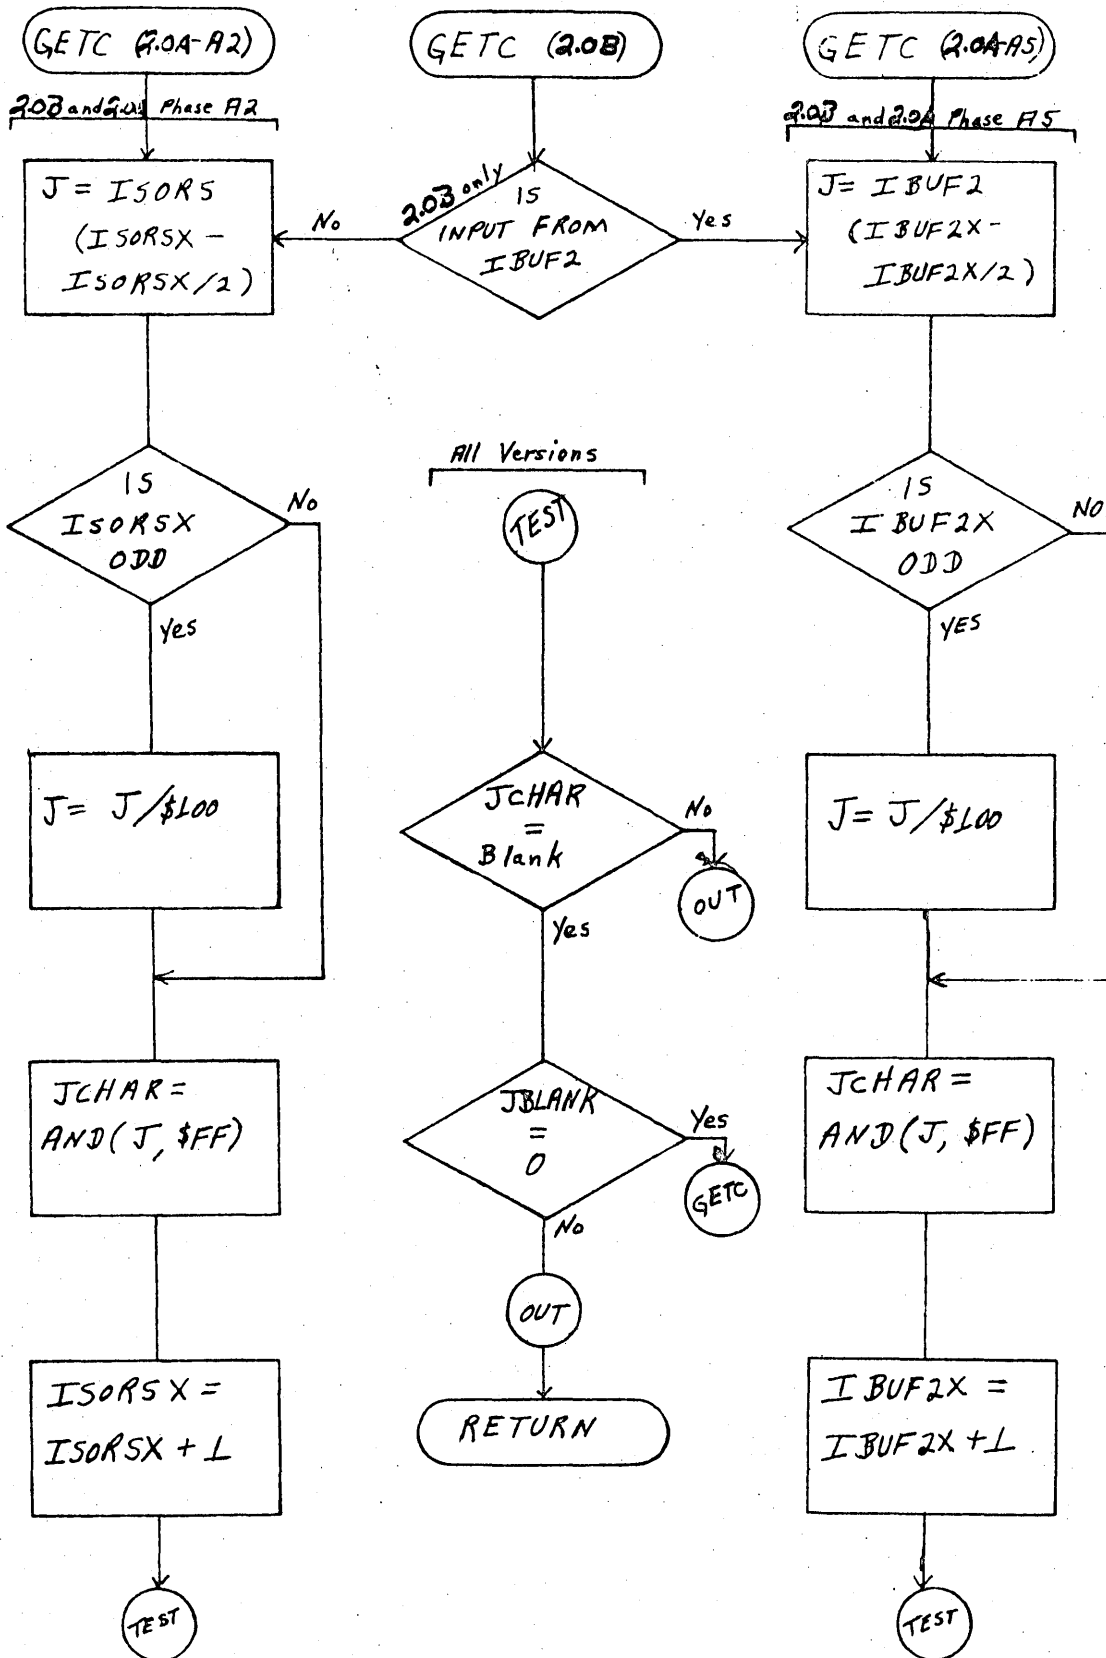 GETC (2.0A-A2)
2.0B and 2.0A Phase A2
J = ISORS
(ISORSX -
ISORSX/2)
IS
ISORSX
ODD
No
Yes
J = J/$100
JCHAR =
AND(J, $FF)
ISORSX =
ISORSX + 1
TEST
GETC (2.0B)
2.0B only
IS
INPUT FROM
IBUF2
No
Yes
All Versions
TEST
JCHAR
=
Blank
No
OUT
Yes
JBLANK
=
0
Yes
GETC
No
OUT
RETURN
GETC (2.0A-A5)
2.0B and 2.0A Phase A5
J = IBUF2
(IBUF2X -
IBUF2X/2)
IS
IBUF2X
ODD
NO
YES
J = J/$100
JCHAR =
AND(J, $FF)
IBUF2X =
IBUF2X + 1
TEST